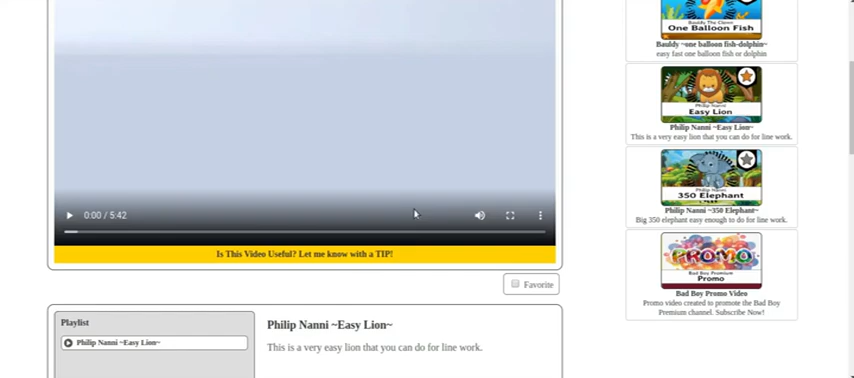 0:00 / 5:42
Is This Video Useful? Let me know with a TIP!
Favorite
Playlist
Philip Nanni ~Easy Lion~
Philip Nanni ~Easy Lion~
This is a very easy lion that you can do for line work.
Bauldy The Clown
One Balloon Fish
Bauldy ~one balloon fish-dolphin~
easy fast one balloon fish or dolphin
Philip Nanni
Easy Lion
Philip Nanni ~Easy Lion~
This is a very easy lion that you can do for line work.
Philip Nanni
350 Elephant
Philip Nanni ~350 Elephant~
Big 350 elephant easy enough to do for line work.
PROMO
Bad Boy Premium
Promo
Bad Boy Promo Video
Promo video created to promote the Bad Boy
Premium channel. Subscribe Now!